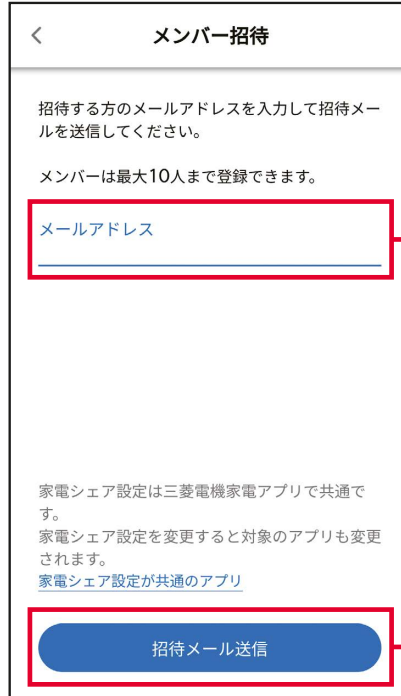 メンバー招待
招待する方のメールアドレスを入力して招待メー
ルを送信してください。
メンバーは最大10人まで登録できます。
メールアドレス
家電シェア設定は三菱電機家電アプリで共通で
す。
家電シェア設定を変更すると対象のアプリも変更
されます。
家電シェア設定が共通のアプリ
招待メール送信